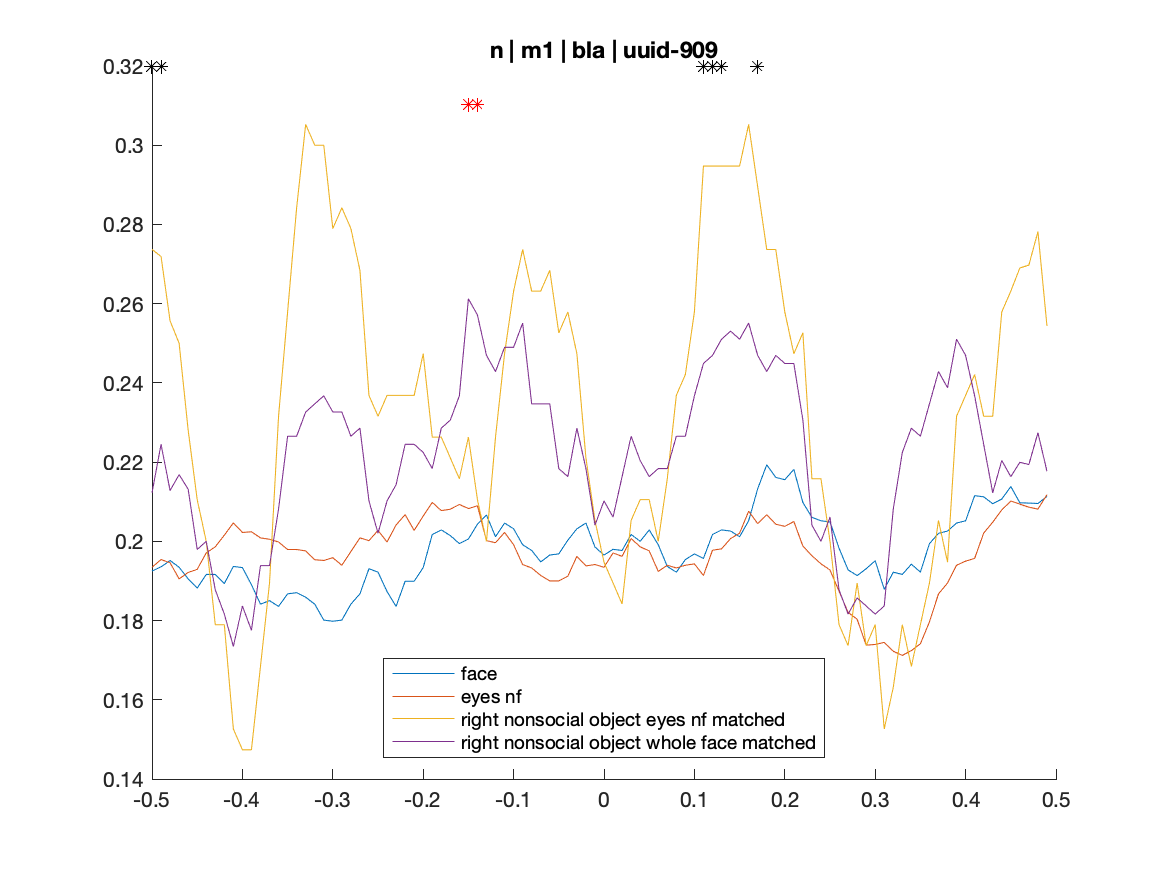 n | m1 | bla | uuid-909
0.32
0.3
0.28
0.26
0.24
0.22
0.2
0.18
0.16
0.14
face
eyes nf
right nonsocial object eyes nf matched
right nonsocial object whole face matched
-0.5 -0.4 -0.3 -0.2 -0.1 0 0.1 0.2 0.3 0.4 0.5